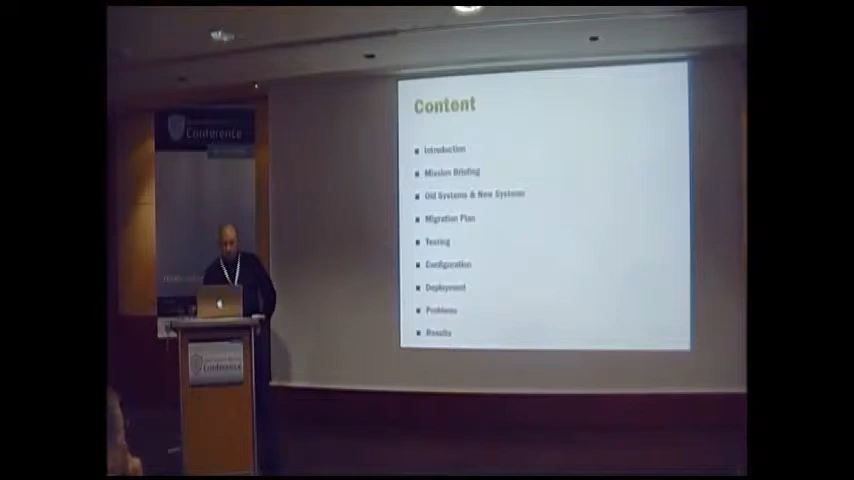 Content
Introduction
Mission Briefing
Old Systems & New Systems
Migration Plan
Testing
Configuration
Deployment
Problems
Results
Conference
Conference